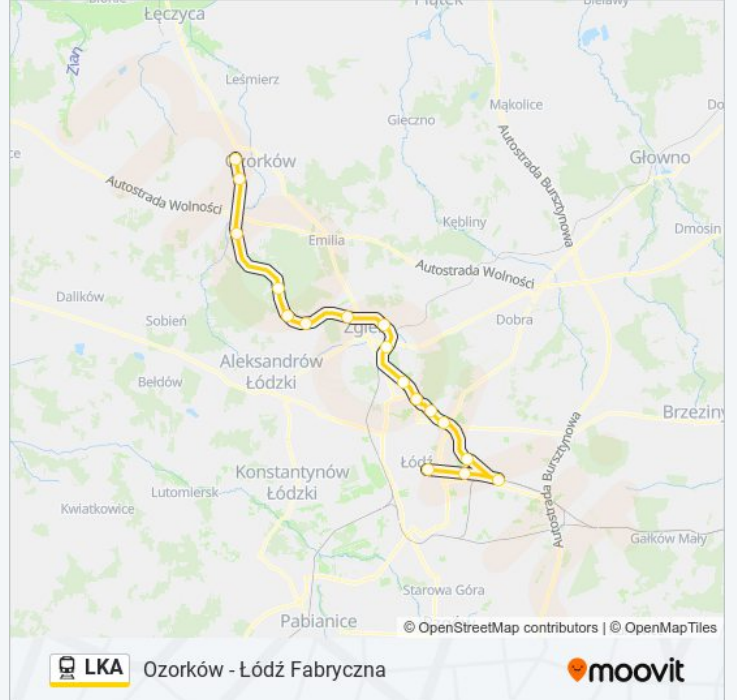 Łęczyca
Zian
Leśmierz
Mąkolice
Gieczno
Ozorków
Głowno
Autostrada Wolności
Autostrada Bursztynowa
Kębliny
Dmosin
Emilia
Autostrada Wolności
Dalików
Sobień
Dobra
Aleksandrów
Łódzki
Bełdów
Brzeziny
Łódź
Konstantynów
Łódzki
Lutomiersk
Kwiatkowice
Autostrada Bursztynowa
Gałków Mały
Starowa Góra
Pabianice
© OpenStreetMap contributors | © OpenMapTiles
LKA Ozorków - Łódź Fabryczna
moovit